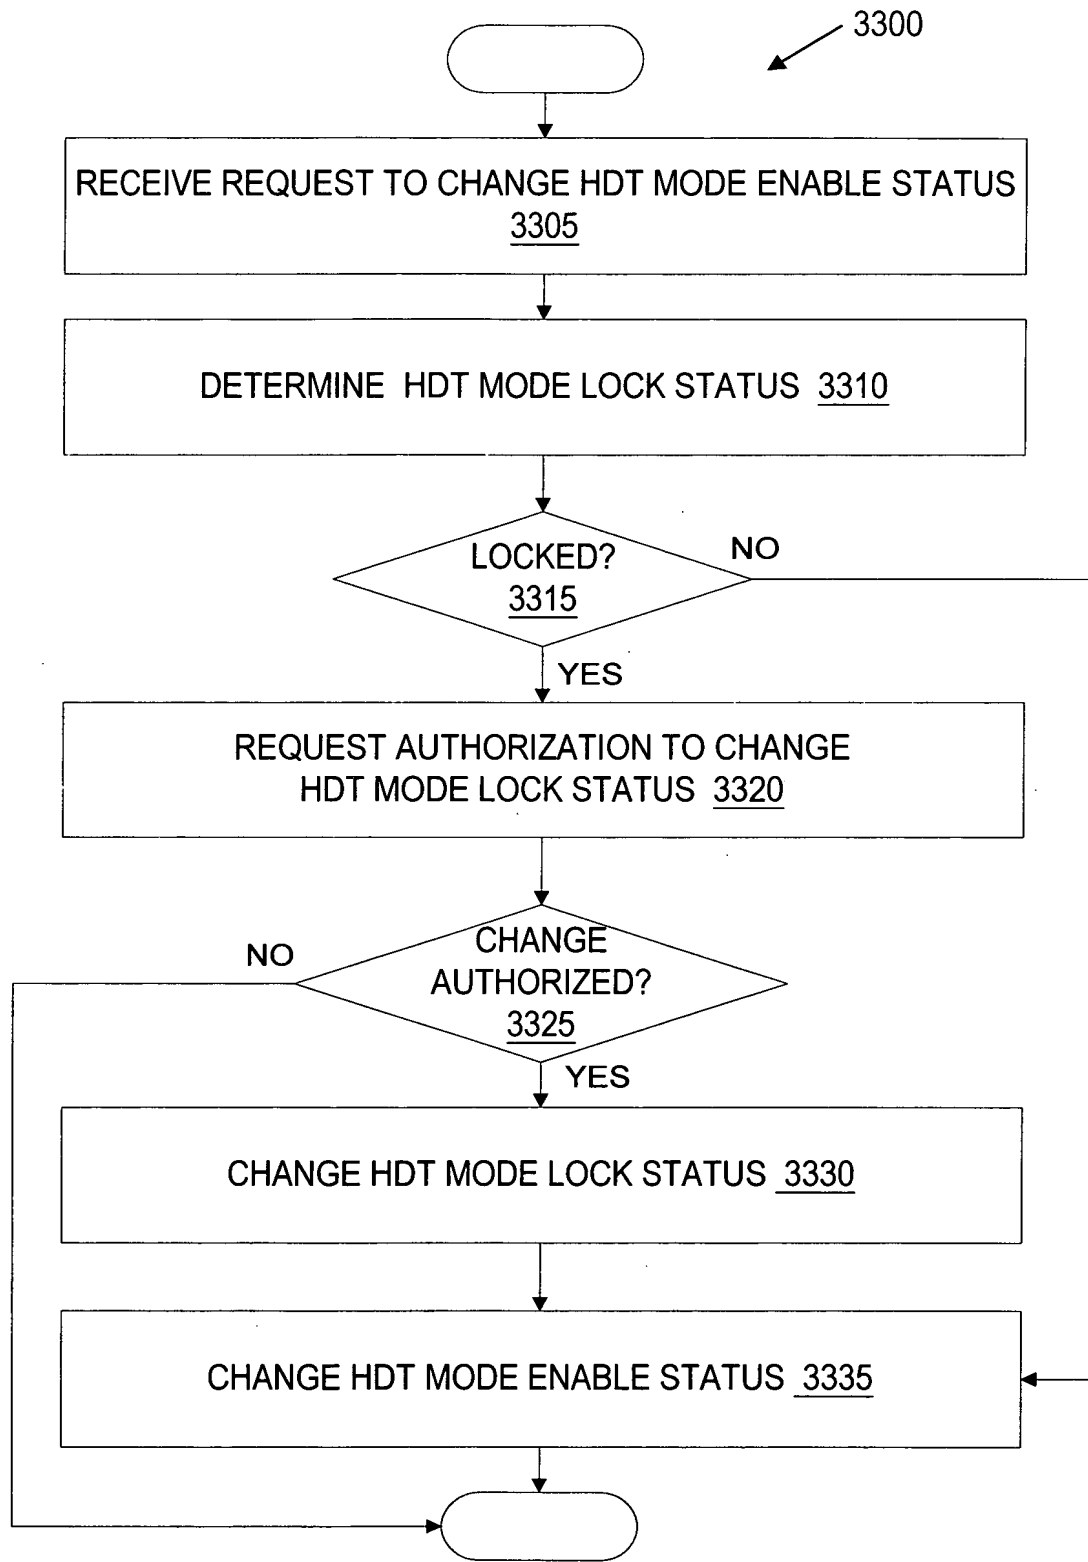 3300
RECEIVE REQUEST TO CHANGE HDT MODE ENABLE STATUS
3305
DETERMINE HDT MODE LOCK STATUS 3310
LOCKED?
3315
NO
YES
REQUEST AUTHORIZATION TO CHANGE
HDT MODE LOCK STATUS 3320
NO
CHANGE
AUTHORIZED?
3325
YES
CHANGE HDT MODE LOCK STATUS 3330
CHANGE HDT MODE ENABLE STATUS 3335